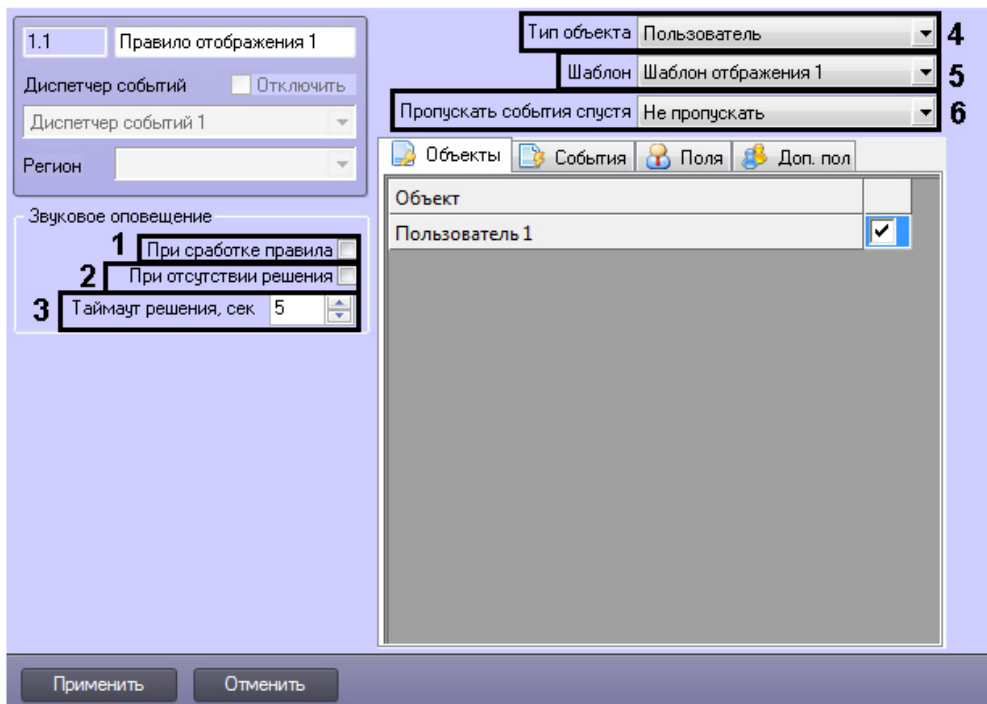 1.1 Правило отображения 1
Диспетчер событий Отключить
Диспетчер событий 1
Регион
Звуковое оповещение
1 При сработке правила
2 При отсутствии решения
3 Таймаут решения, сек 5
Тип объекта Пользователь 4
Шаблон Шаблон отбражения 1 5
Пропускать события спустя Не пропускать 6
Объекты События Поля Доп. пол
Объект
Пользователь 1
Применить Отменить